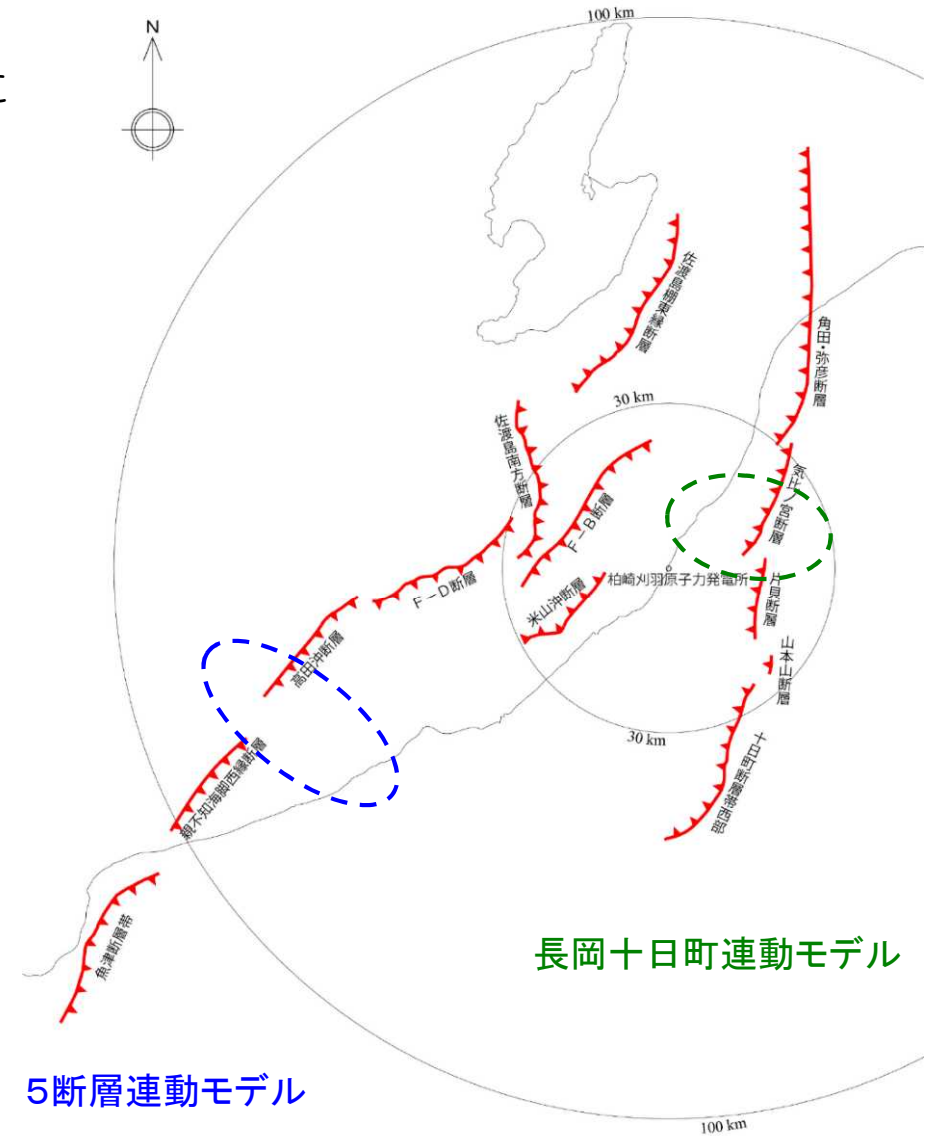 100 km
N
佐渡島棚東縁断層
角田・弥彦断層
30 km
佐渡島南方断層
気比ノ宮断層
F－B断層
柏崎刈羽原子力発電所
片貝断層
F－D断層
米山沖断層
高田沖断層
山本山断層
30 km
親不知海脚西縁断層
十日町断層帯西部
魚津断層帯
長岡十日町連動モデル
5断層連動モデル
100 km